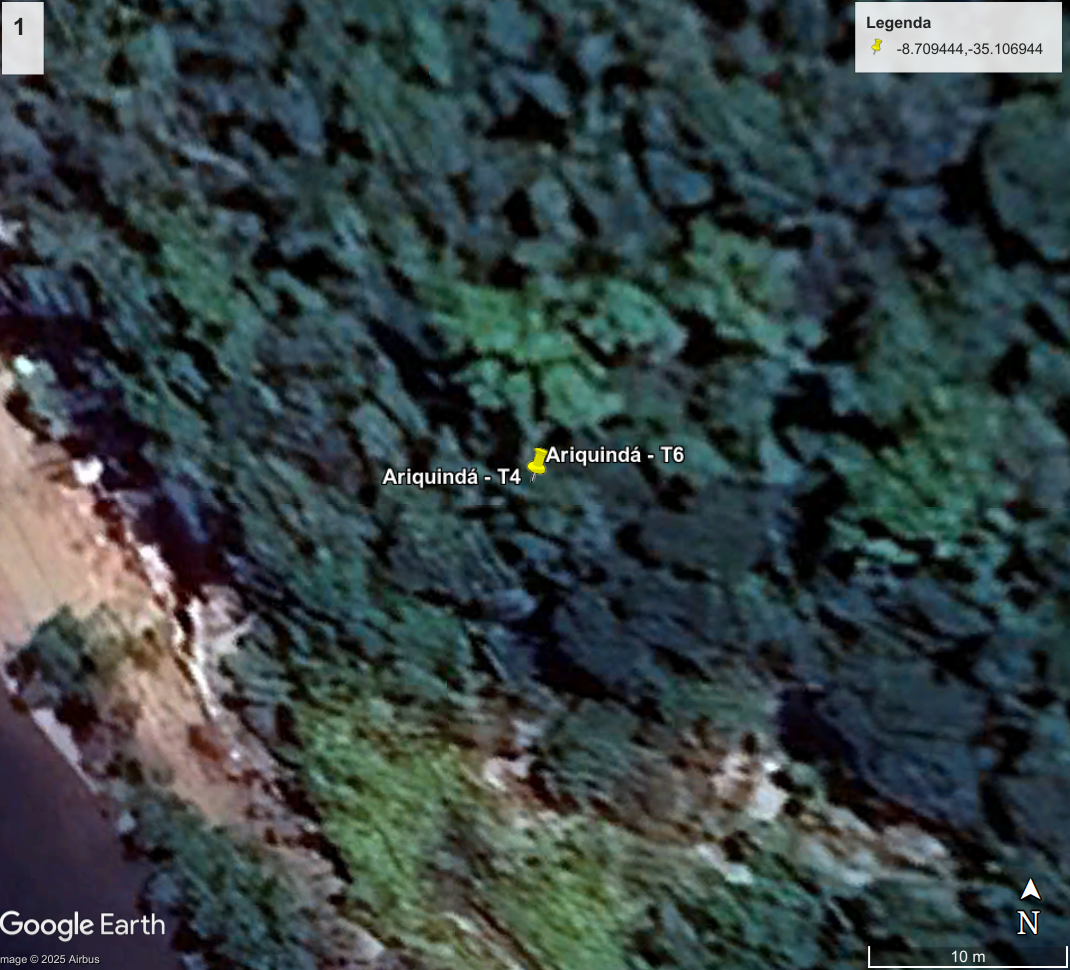 1
Legenda
-8.709444,-35.106944
Ariquindá - T6
Ariquindá - T4
Google Earth
mage © 2025 Airbus
N
10 m